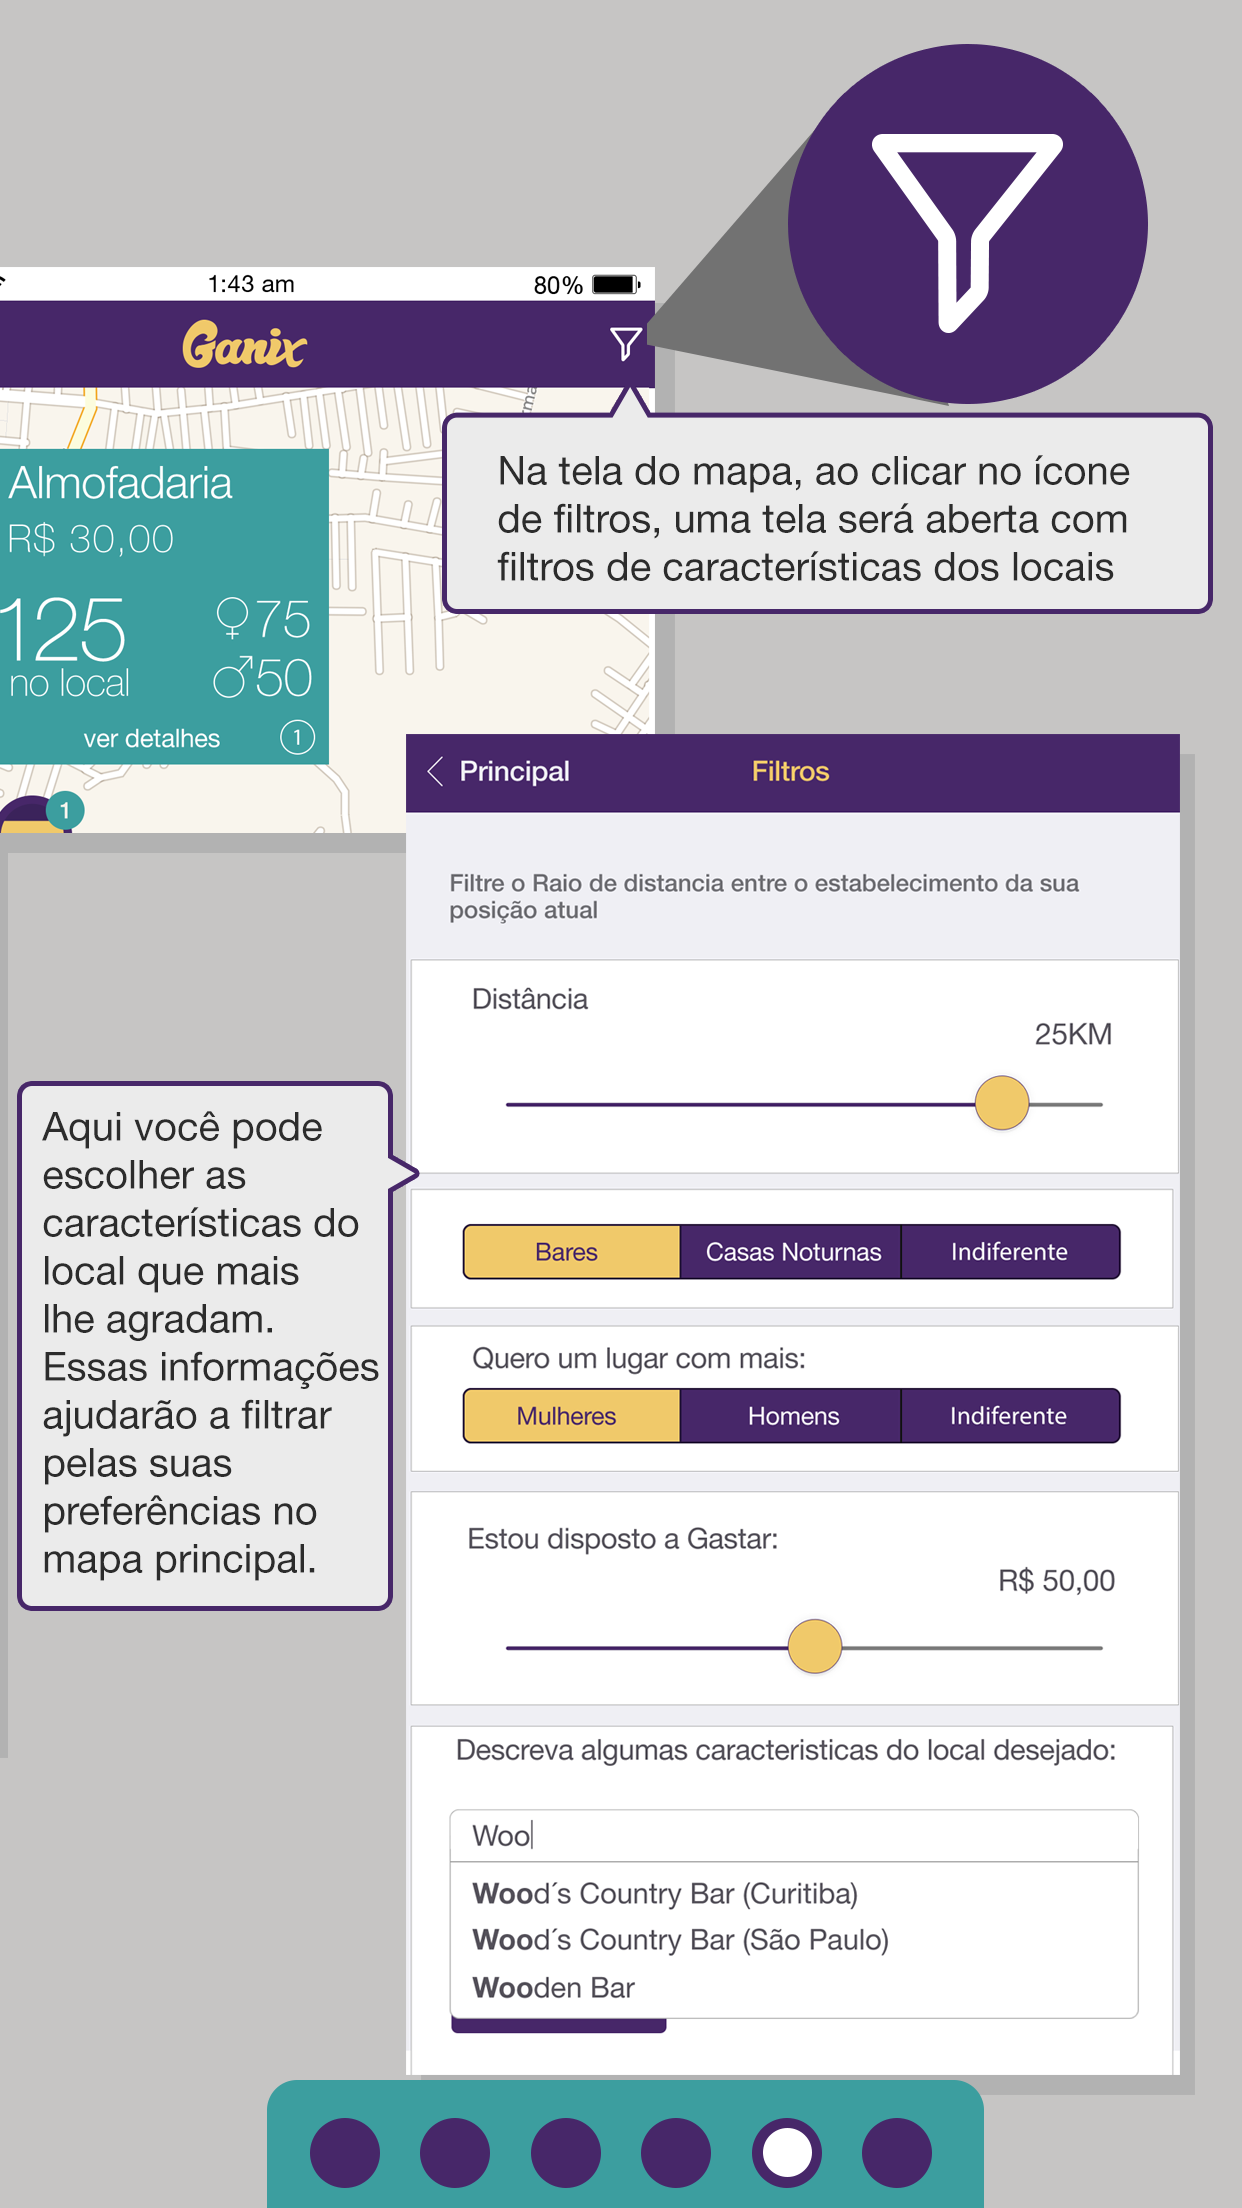 1:43 am
80%
Ganix
Na tela do mapa, ao clicar no ícone
de filtros, uma tela será aberta com
filtros de características dos locais
Almofadaria
R$ 30,00
125
no local
♀75
♂50
ver detalhes
1
1
Principal
Filtros
Filtre o Raio de distancia entre o estabelecimento da sua
posição atual
Distância
25KM
Aqui você pode
escolher as
características do
local que mais
lhe agradam.
Essas informações
ajudarão a filtrar
pelas suas
preferências no
mapa principal.
Bares
Casas Noturnas
Indiferente
Quero um lugar com mais:
Mulheres
Homens
Indiferente
Estou disposto a Gastar:
R$ 50,00
Descreva algumas caracteristicas do local desejado:
Woo
Wood´s Country Bar (Curitiba)
Wood´s Country Bar (São Paulo)
Wooden Bar